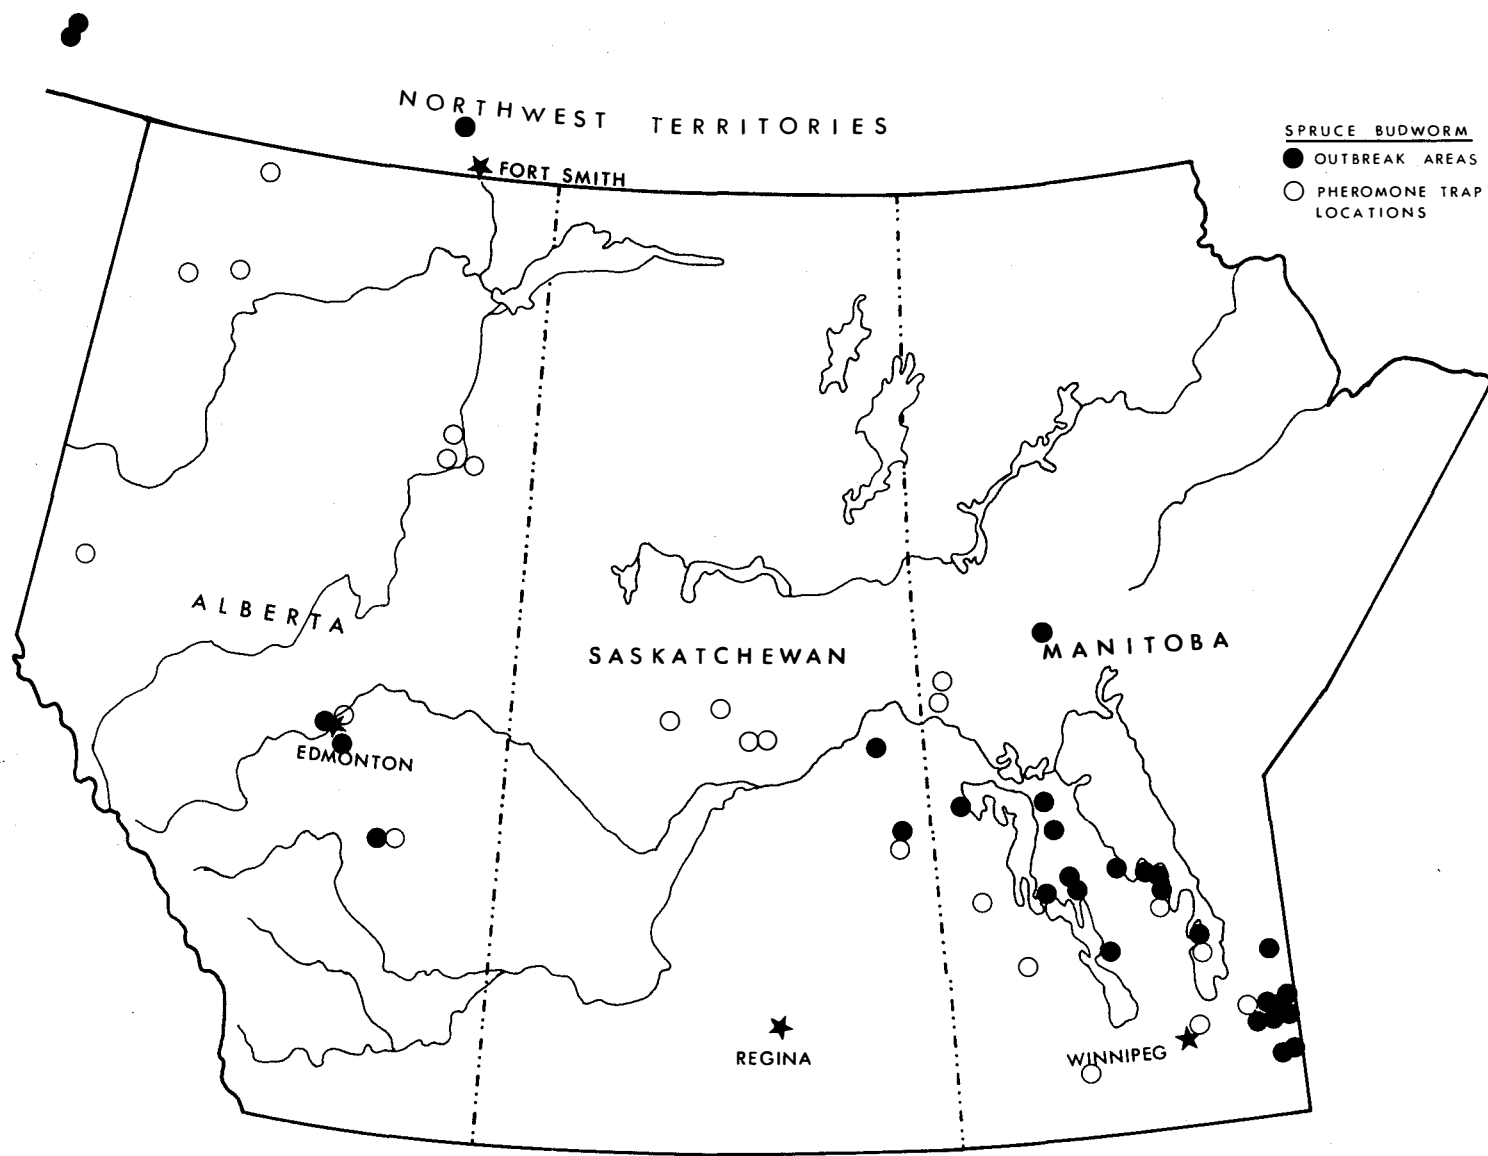 NORTHWEST TERRITORIES
SPRUCE BUDWORM
OUTBREAK AREAS
PHEROMONE TRAP
LOCATIONS
FORT SMITH
ALBERTA
SASKATCHEWAN
MANITOBA
EDMONTON
REGINA
WINNIPEG